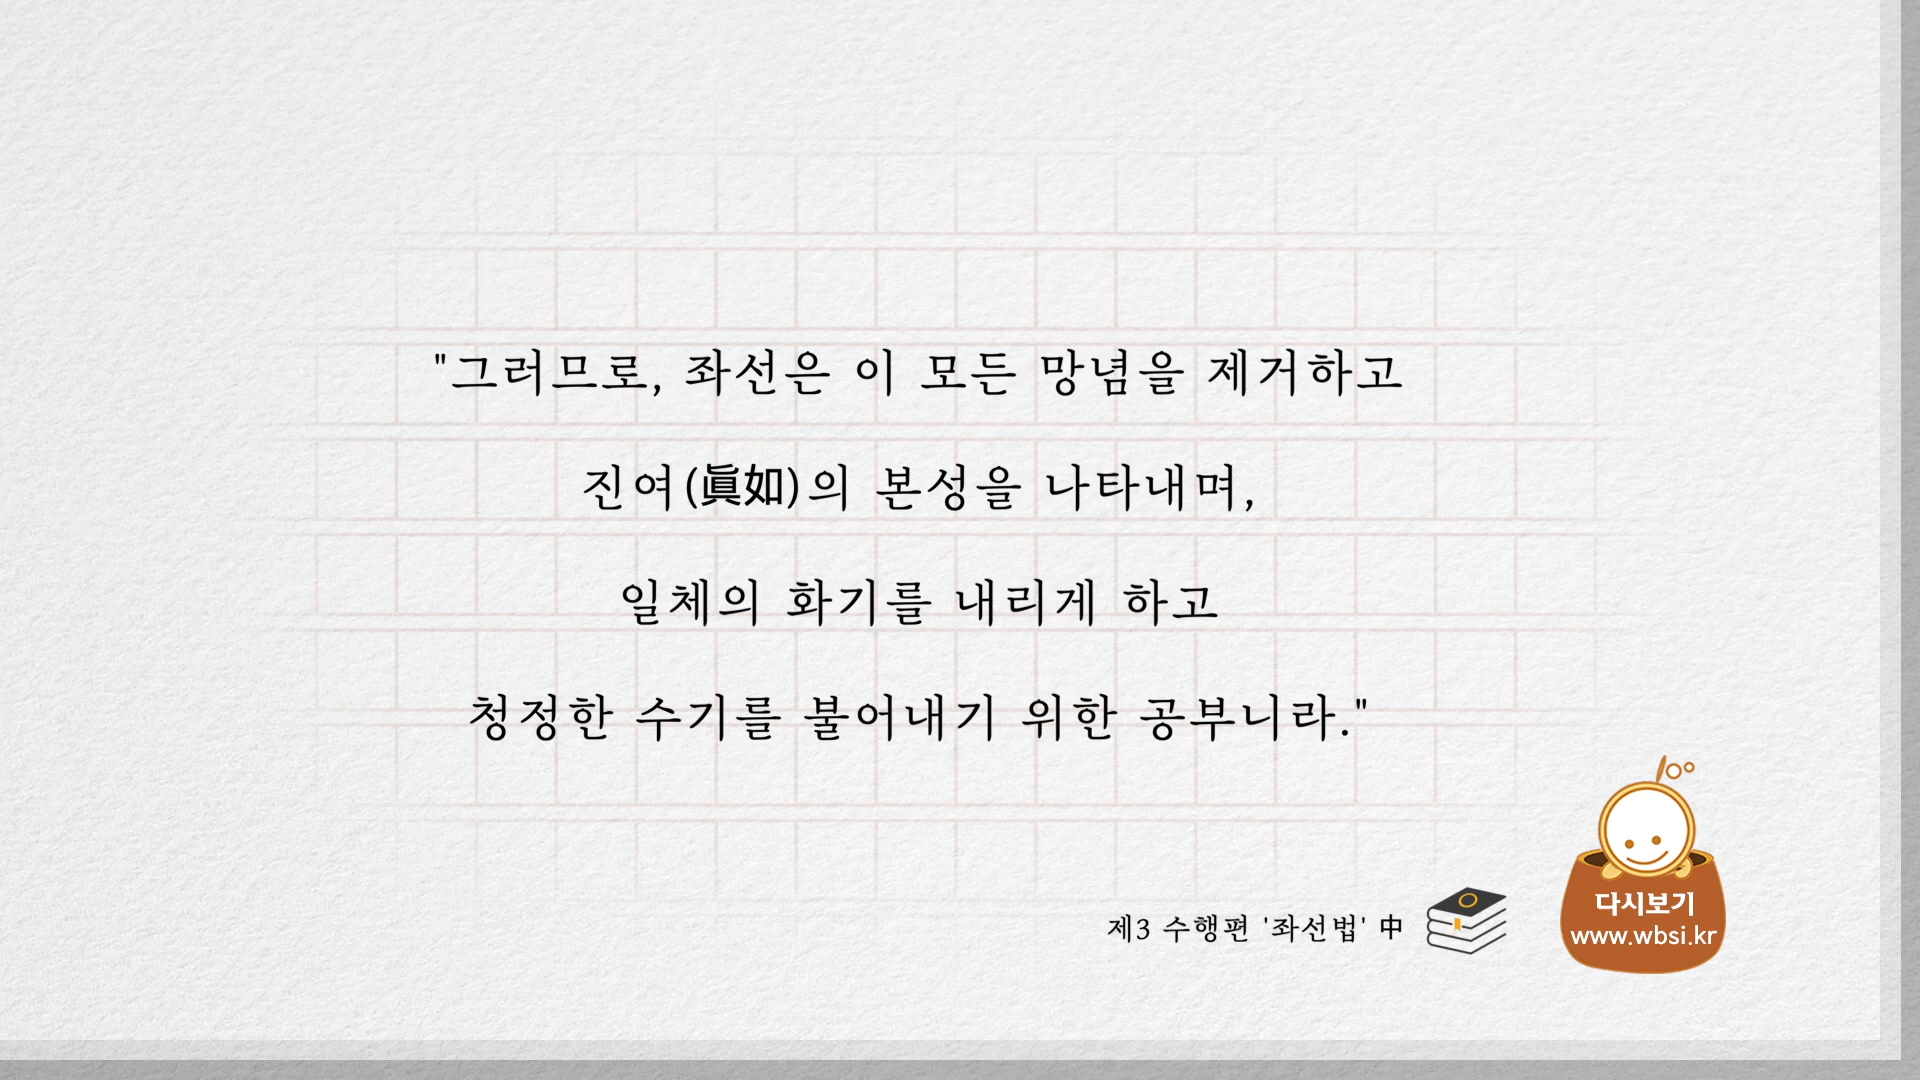 "그러므로, 좌선은 이 모든 망념을 제거하고
진여(眞如)의 본성을 나타내며,
일체의 화기를 내리게 하고
청정한 수기를 불어내기 위한 공부니라."
제3 수행편 '좌선법' 中
다시보기
www.wbsi.kr